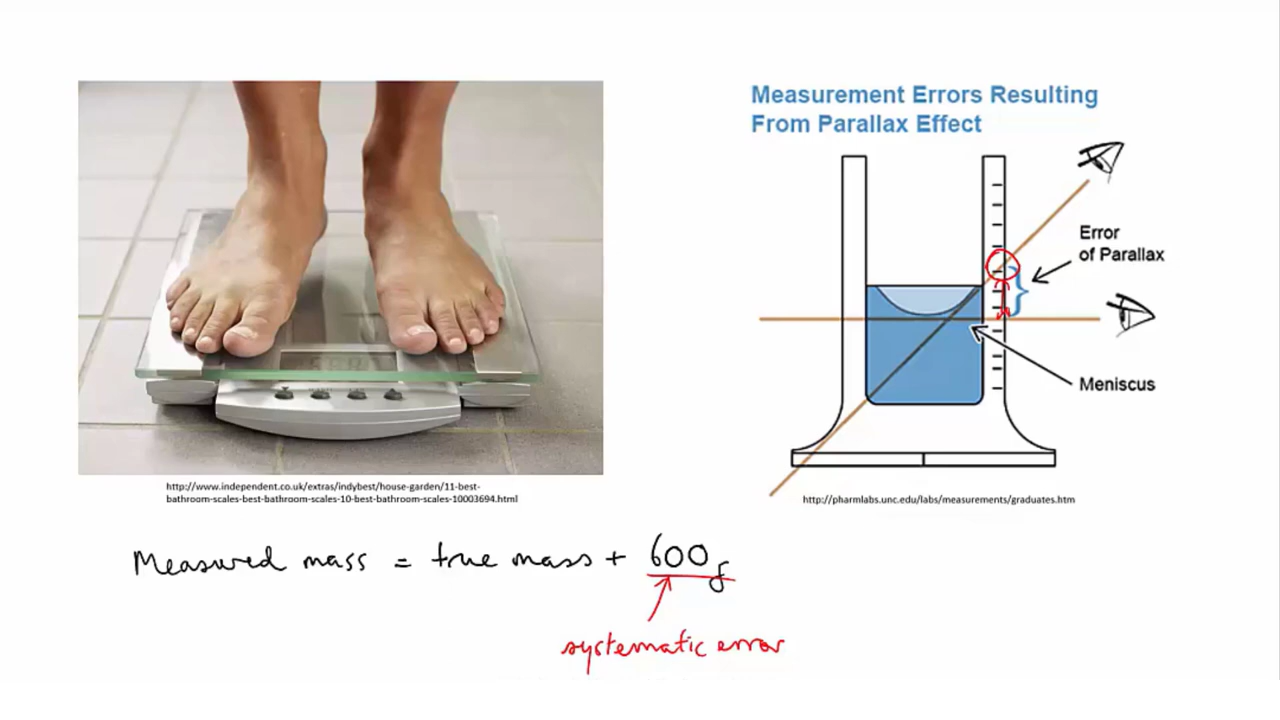 Measurement Errors Resulting
From Parallax Effect
Error
of Parallax
Meniscus
http://www.independent.co.uk/extras/indybest/house-garden/11-best-
bathroom-scales-best-bathroom-scales-10-best-bathroom-scales-10003694.html
http://pharmlabs.unc.edu/labs/measurements/graduates.htm
Measured mass = true mass + 600g
systematic error